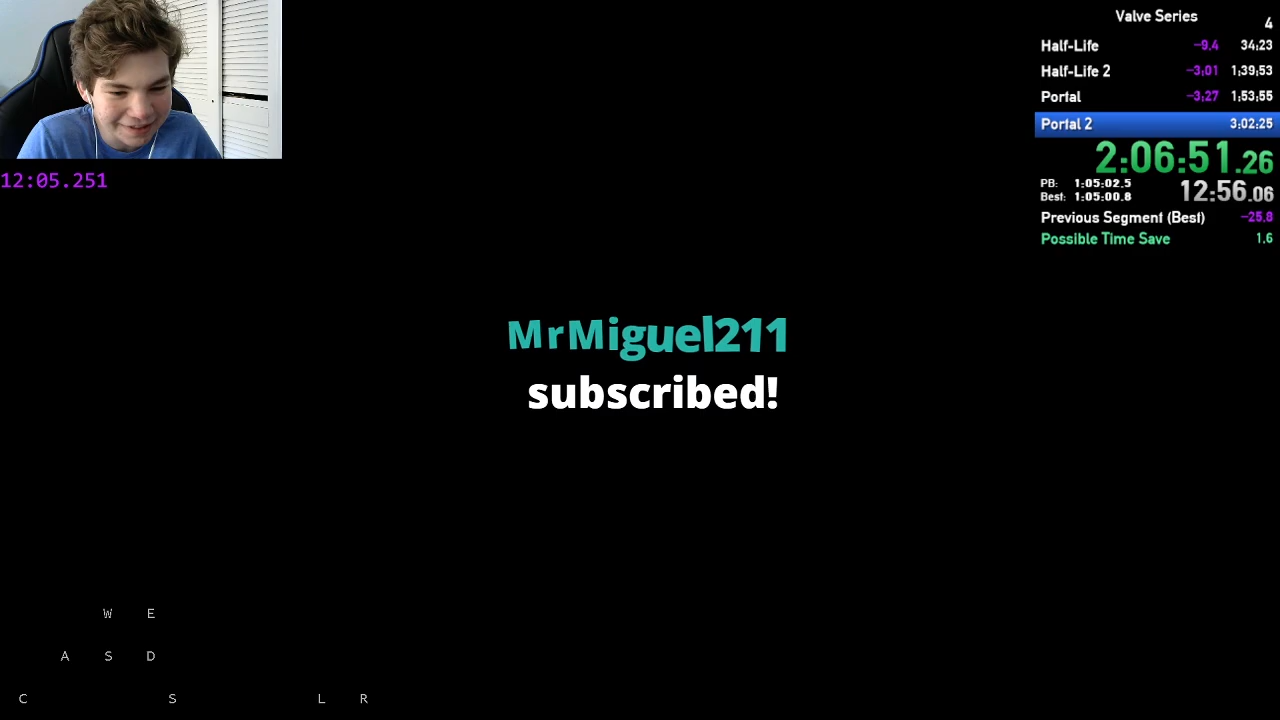 Valve Series
4
Half-Life −9.4 34:23
Half-Life 2 −3:01 1:39:53
Portal −3:27 1:53:55
Portal 2 3:02:25
2:06:51.26
PB: 1:05:02.5
Best: 1:05:00.8
12:56.06
Previous Segment (Best) −25.8
Possible Time Save 1.6
12:05.251
MrMiguel211
subscribed!
W E
A S D
C S L R